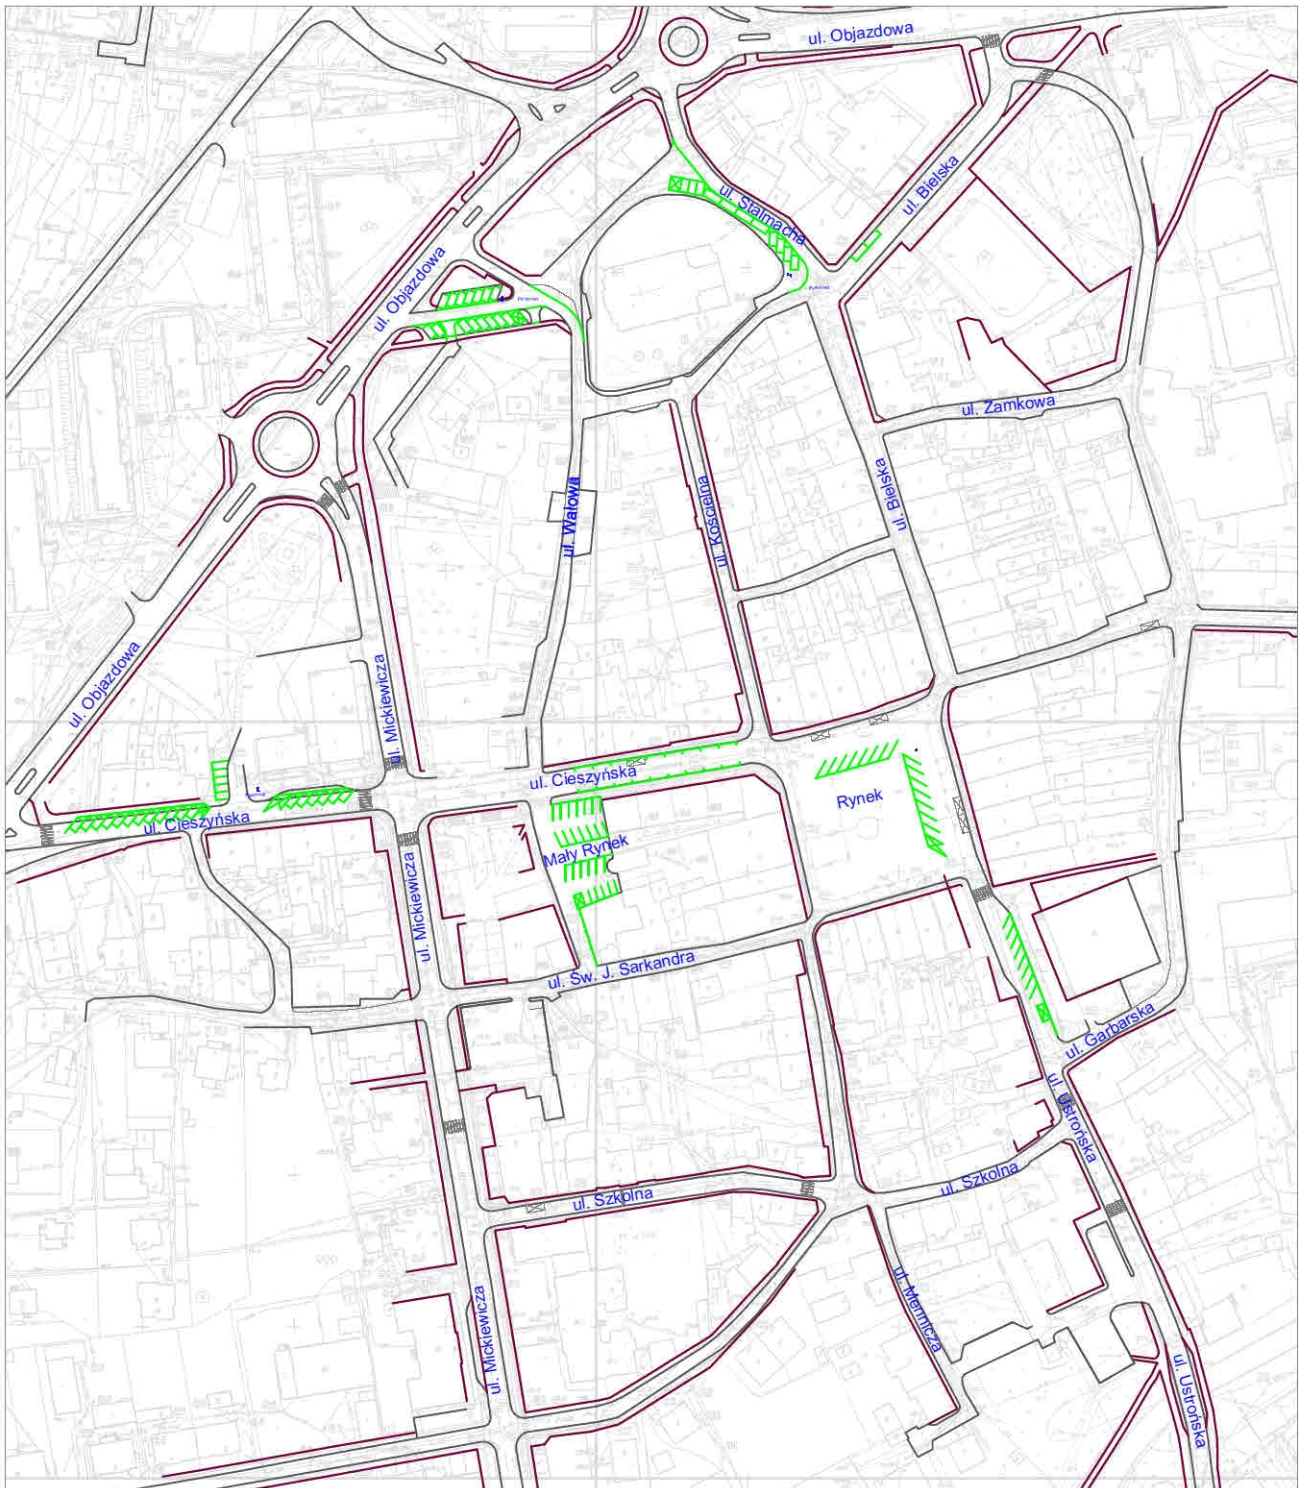 ul. Objazdowa
ul. Bielska
ul. Stalmacha
ul. Objazdowa
ul. Zamkowa
ul. Bielska
ul. Wałowa
ul. Kościelna
ul. Objazdowa
ul. Mickiewicza
ul. Cieszyńska
Rynek
ul. Cieszyńska
Mały Rynek
ul. Mickiewicza
ul. Św. J. Sarkandra
ul. Garbarska
ul. Ustrońska
ul. Szkolna
ul. Szkolna
ul. Mennicza
ul. Mickiewicza
ul. Ustrońska